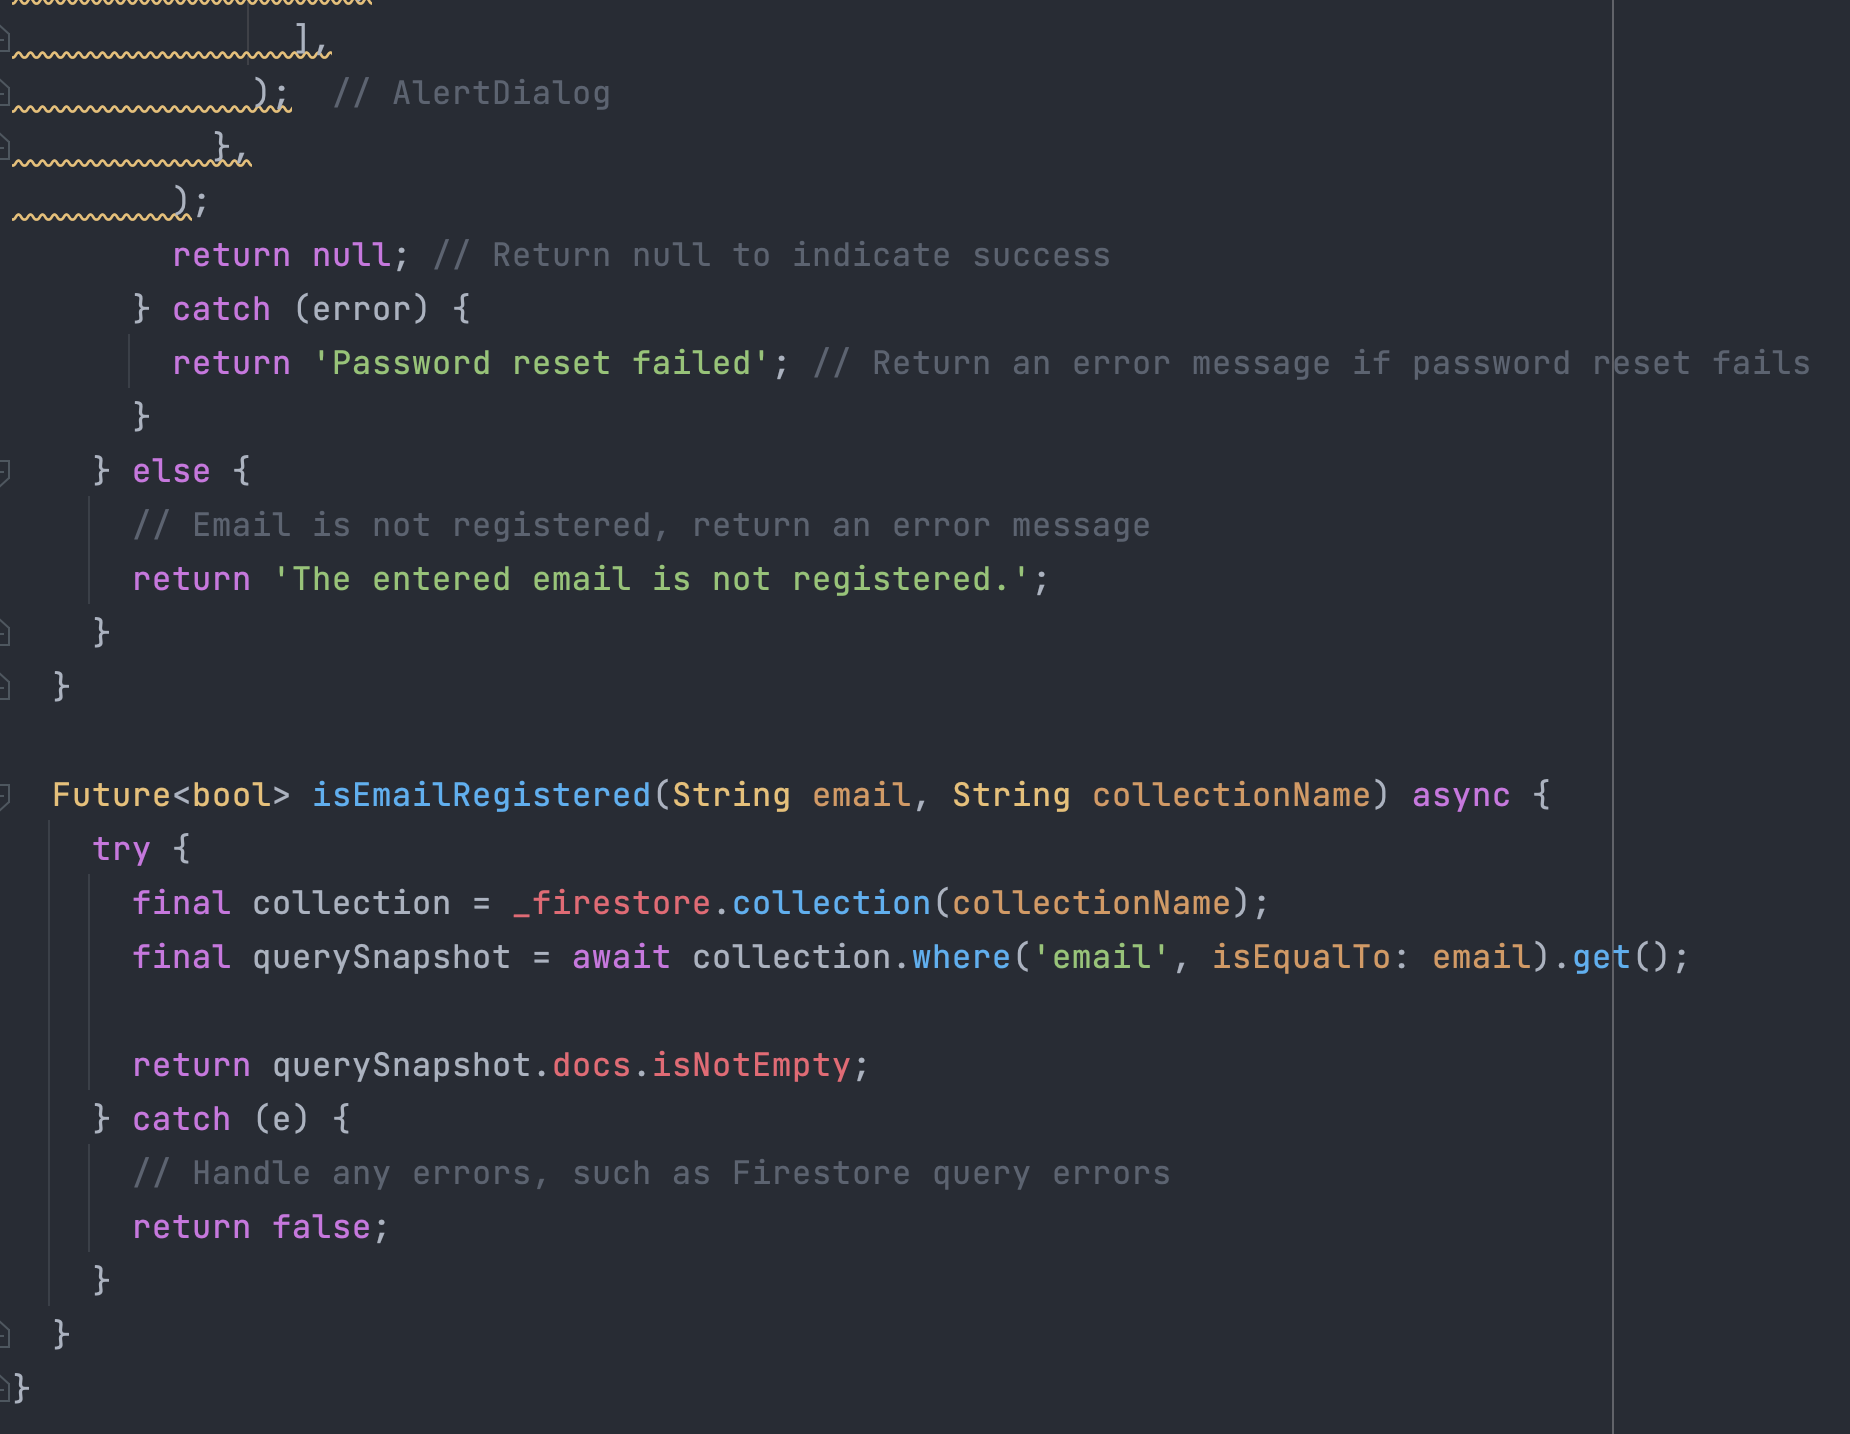 ],
); // AlertDialog
},
);
return null; // Return null to indicate success
} catch (error) {
return 'Password reset failed'; // Return an error message if password reset fails
}
} else {
// Email is not registered, return an error message
return 'The entered email is not registered.';
}
}
Future<bool> isEmailRegistered(String email, String collectionName) async {
try {
final collection = _firestore.collection(collectionName);
final querySnapshot = await collection.where('email', isEqualTo: email).get();
return querySnapshot.docs.isNotEmpty;
} catch (e) {
// Handle any errors, such as Firestore query errors
return false;
}
}
}